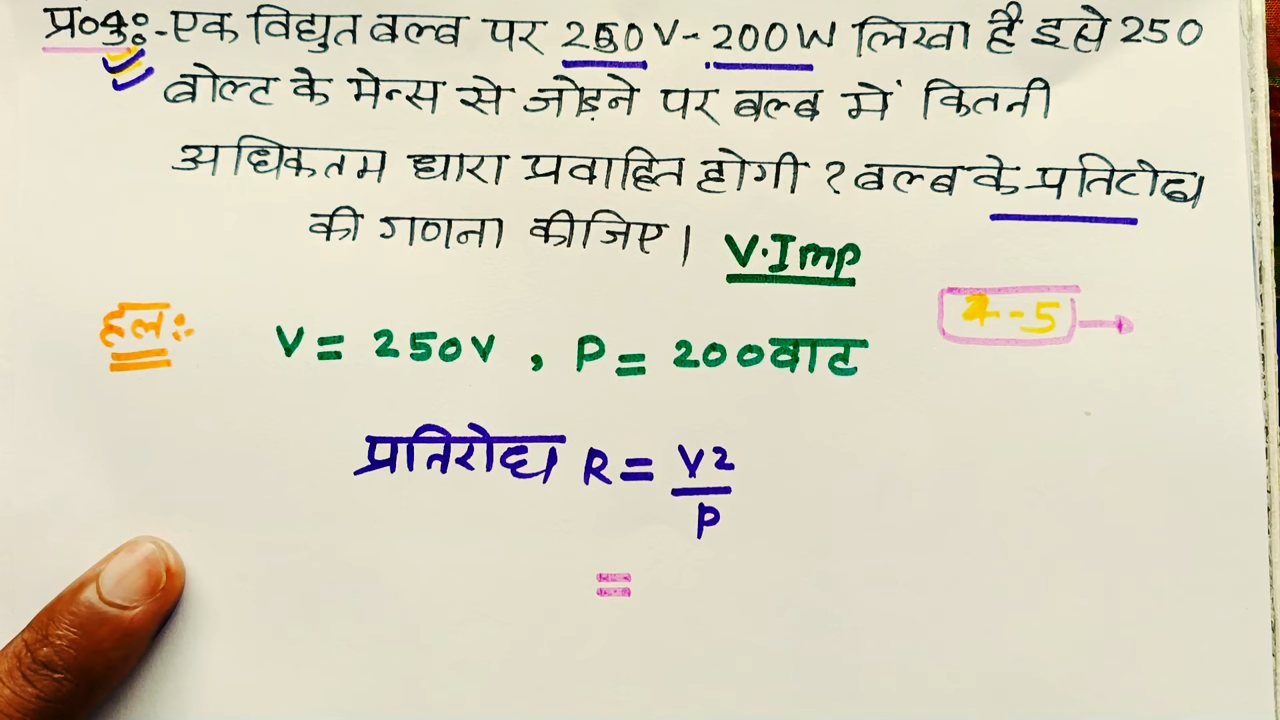 प्र०4:- एक विद्युत बल्ब पर 250V-200W लिखा है इसे 250
वोल्ट के मेन्स से जोड़ने पर बल्ब में कितनी
अधिकतम धारा प्रवाहित होगी ? बल्ब के प्रतिरोध
की गणना कीजिए।
V.Imp
4-5 →
हल:-
V = 250V , P = 200वाट
प्रतिरोध R = V2
P
=